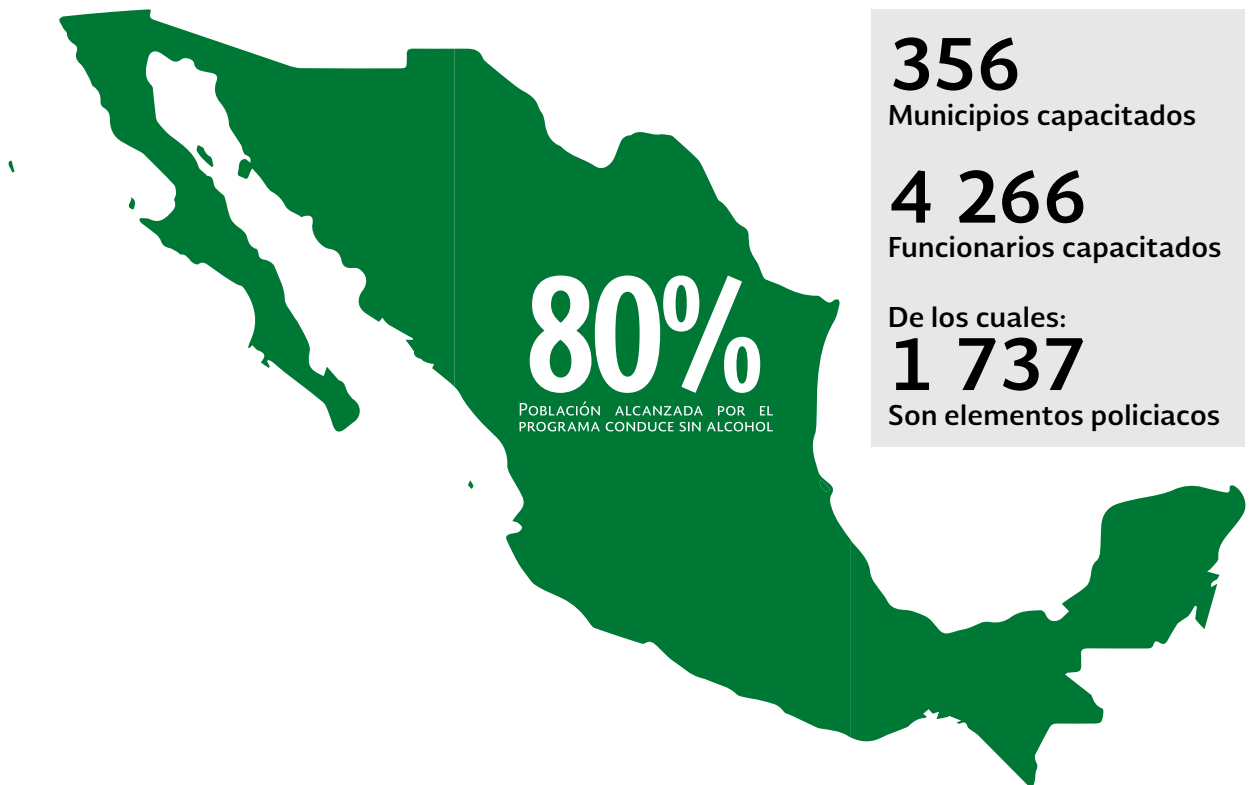 356
Municipios capacitados
4 266
Funcionarios capacitados
De los cuales:
1 737
Son elementos policiacos
80%
Población alcanzada por el
programa conduce sin alcohol